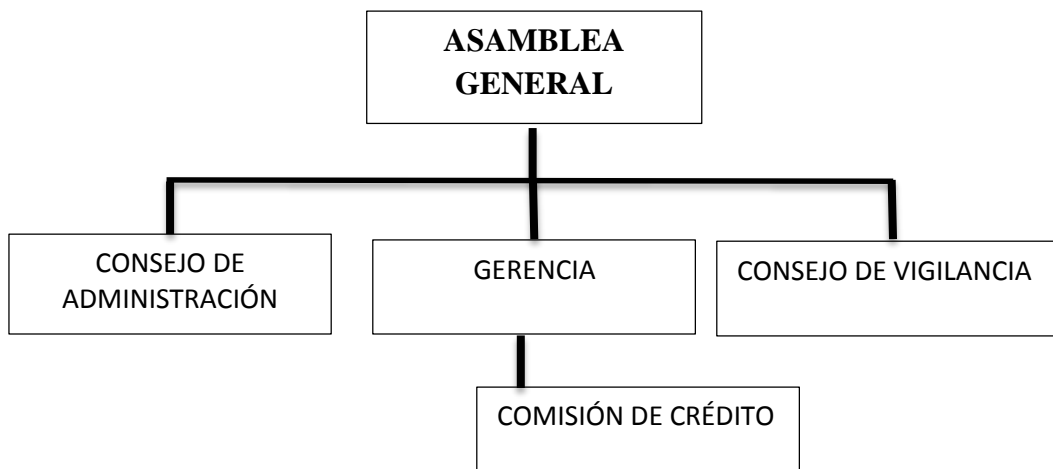 ASAMBLEA
GENERAL
CONSEJO DE
ADMINISTRACIÓN
GERENCIA
CONSEJO DE VIGILANCIA
COMISIÓN DE CRÉDITO